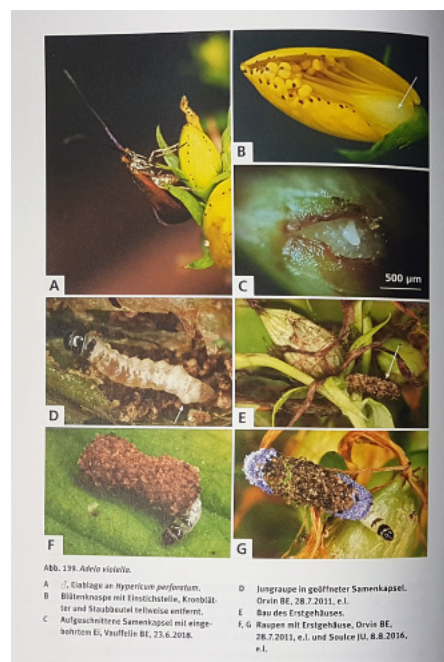 A
B
C
500 µm
D
E
F
G
Abb. 139. Adela violella.
A ♂, Eiablage an Hypericum perforatum.
B Blütenknospe mit Einstichstelle, Kronblät-
ter und Staubbeutel teilweise entfernt.
C Aufgeschnittene Samenkapsel mit einge-
bohrtem Ei, Vauffelin BE, 23.6.2018.
D Jungraupe in geöffneter Samenkapsel.
Orvin BE, 28.7.2011, e.l.
E Bau des Erstgehäuses.
F, G Raupen mit Erstgehäuse, Orvin BE,
28.7.2011, e.l. und Soulce JU, 8.8.2016,
e.l.